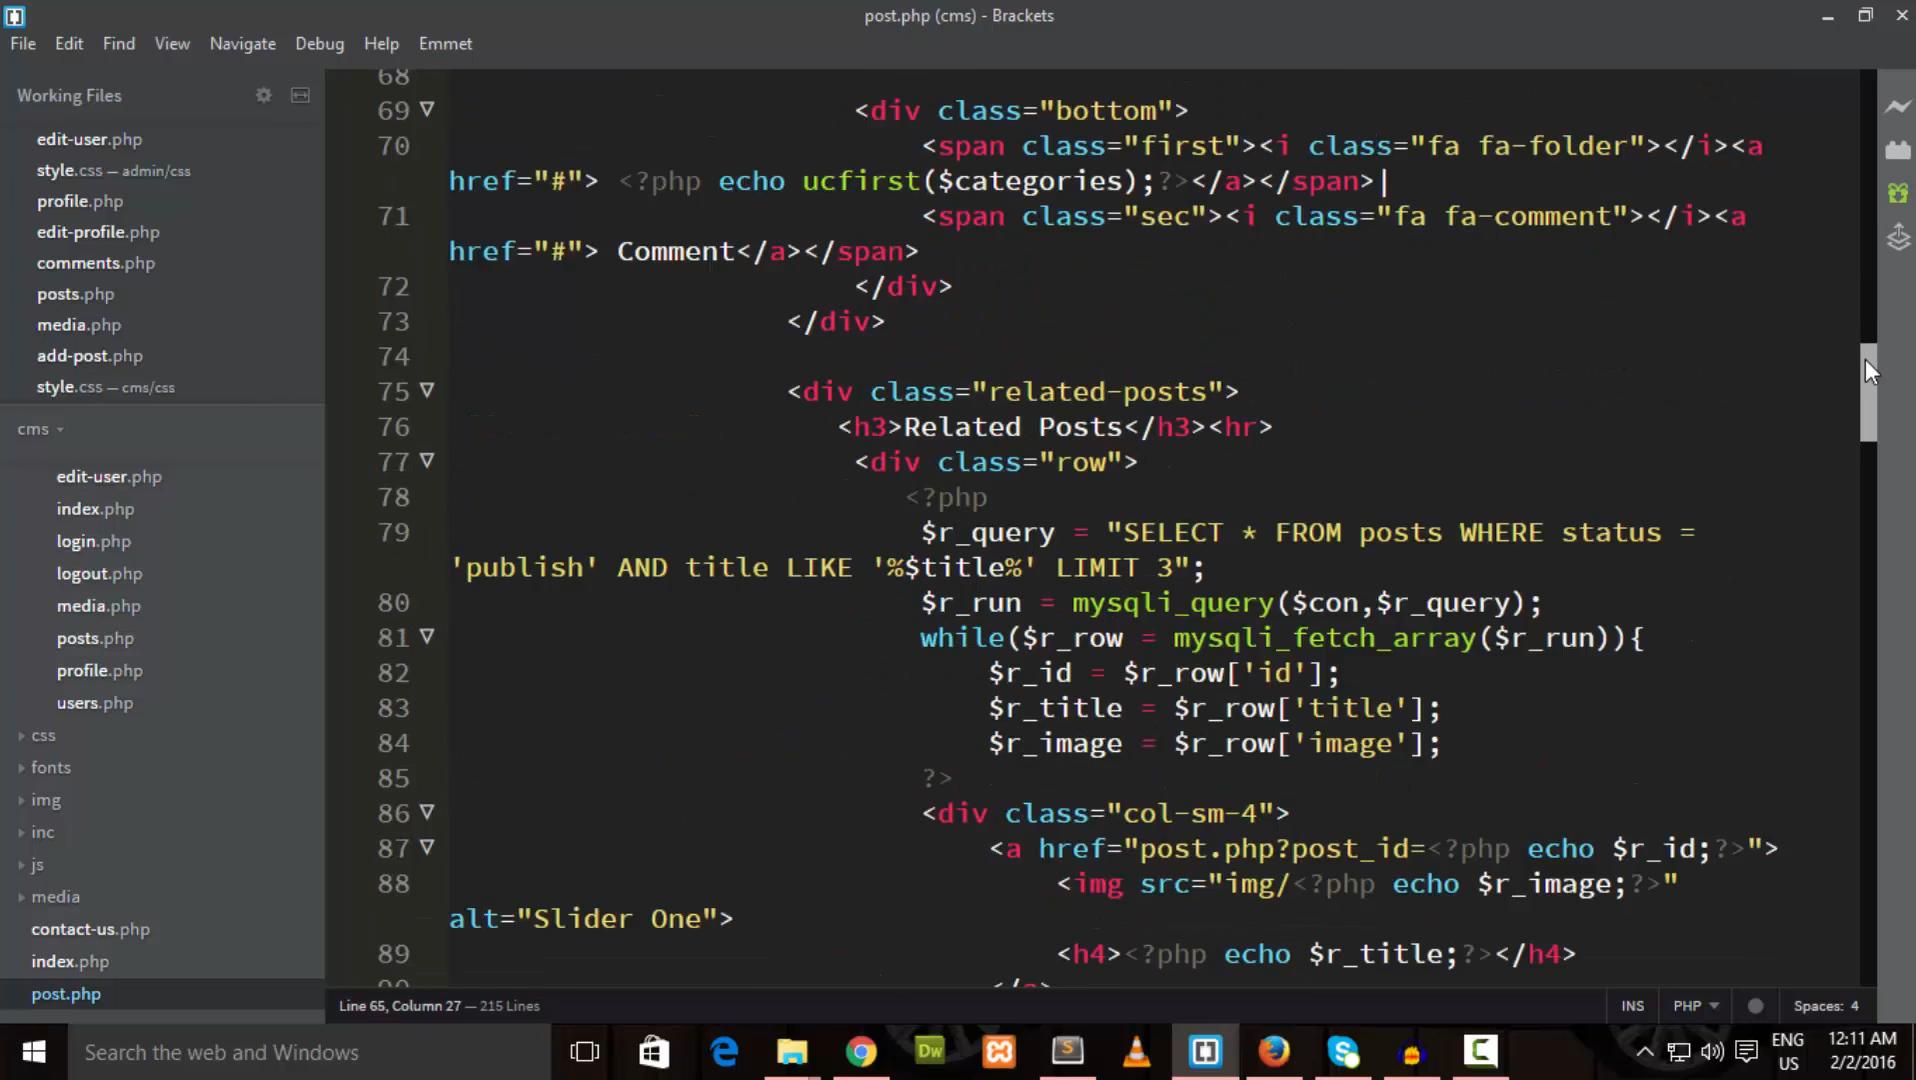 post.php (cms) - Brackets
File Edit Find View Navigate Debug Help Emmet
Working Files
edit-user.php
style.css — admin/css
profile.php
edit-profile.php
comments.php
posts.php
media.php
add-post.php
style.css — cms/css
cms
edit-user.php
index.php
login.php
logout.php
media.php
posts.php
profile.php
users.php
css
fonts
img
inc
js
media
contact-us.php
index.php
post.php
68
69 <div class="bottom">
70 <span class="first"><i class="fa fa-folder"></i><a
href="#"> <?php echo ucfirst($categories);?></a></span>
71 <span class="sec"><i class="fa fa-comment"></i><a
href="#"> Comment</a></span>
72 </div>
73 </div>
74
75 <div class="related-posts">
76 <h3>Related Posts</h3><hr>
77 <div class="row">
78 <?php
79 $r_query = "SELECT * FROM posts WHERE status =
'publish' AND title LIKE '%$title%' LIMIT 3";
80 $r_run = mysqli_query($con,$r_query);
81 while($r_row = mysqli_fetch_array($r_run)){
82 $r_id = $r_row['id'];
83 $r_title = $r_row['title'];
84 $r_image = $r_row['image'];
85 ?>
86 <div class="col-sm-4">
87 <a href="post.php?post_id=<?php echo $r_id;?>">
88 <img src="img/<?php echo $r_image;?>"
alt="Slider One">
89 <h4><?php echo $r_title;?></h4>
90 </a>
Line 65, Column 27 — 215 Lines
INS PHP Spaces: 4
Search the web and Windows
Dw
S
ENG
US
12:11 AM
2/2/2016